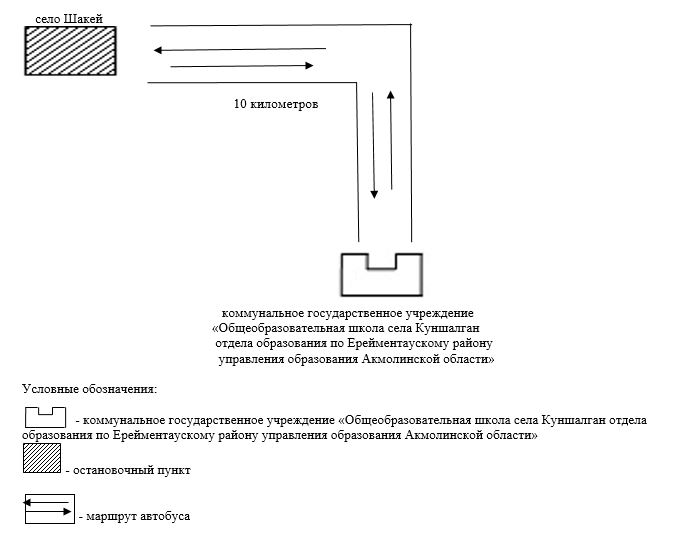 село Шакей
10 километров
коммунальное государственное учреждение
«Общеобразовательная школа села Куншалган
отдела образования по Ерейментаускому району
управления образования Акмолинской области»
Условные обозначения:
- коммунальное государственное учреждение «Общеобразовательная школа села Куншалган отдела
образования по Ерейментаускому району управления образования Акмолинской области»
- остановочный пункт
- маршрут автобуса